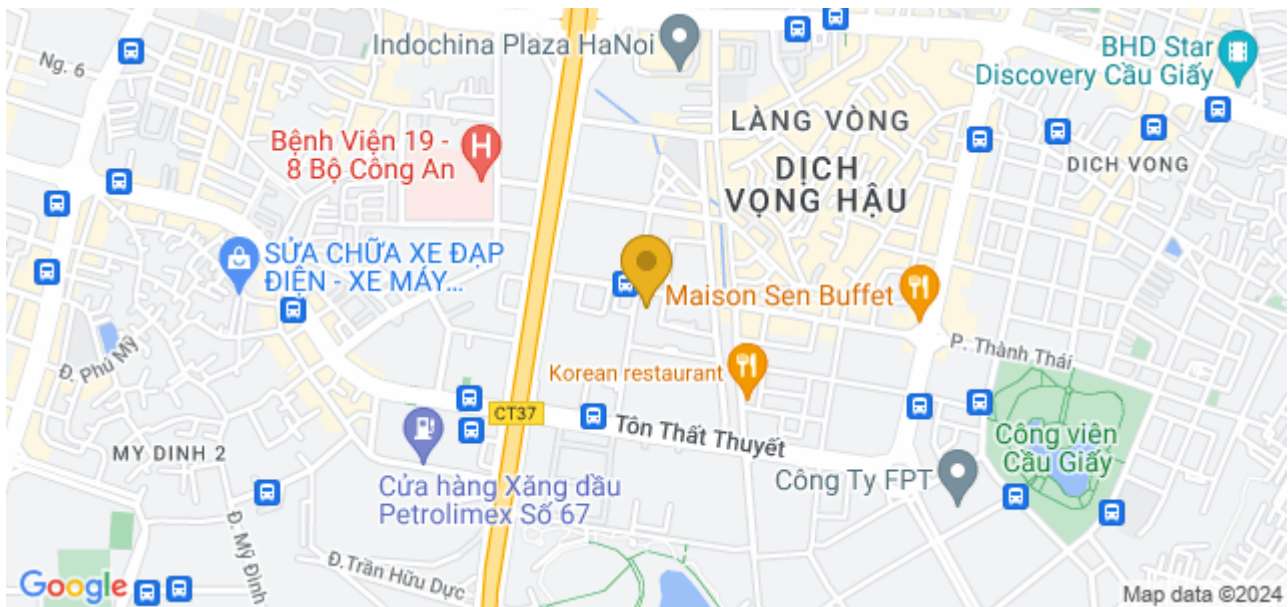 Ng. 6
Indochina Plaza HaNoi
BHD Star
Discovery Cầu Giấy
LÀNG VÒNG
DỊCH
VỌNG HẬU
DICH VONG
Bệnh Viện 19 -
8 Bộ Công An
SỬA CHỮA XE ĐẠP
ĐIỆN - XE MÁY...
Maison Sen Buffet
P. Thành Thái
Đ. Phú Mỹ
Korean restaurant
CT37
Tôn Thất Thuyết
MY DINH 2
Công viên
Cầu Giấy
Công Ty FPT
Cửa hàng Xăng dầu
Petrolimex Số 67
Đ. Mỹ Đình
Đ.Trần Hữu Dực
Google
Map data ©2024